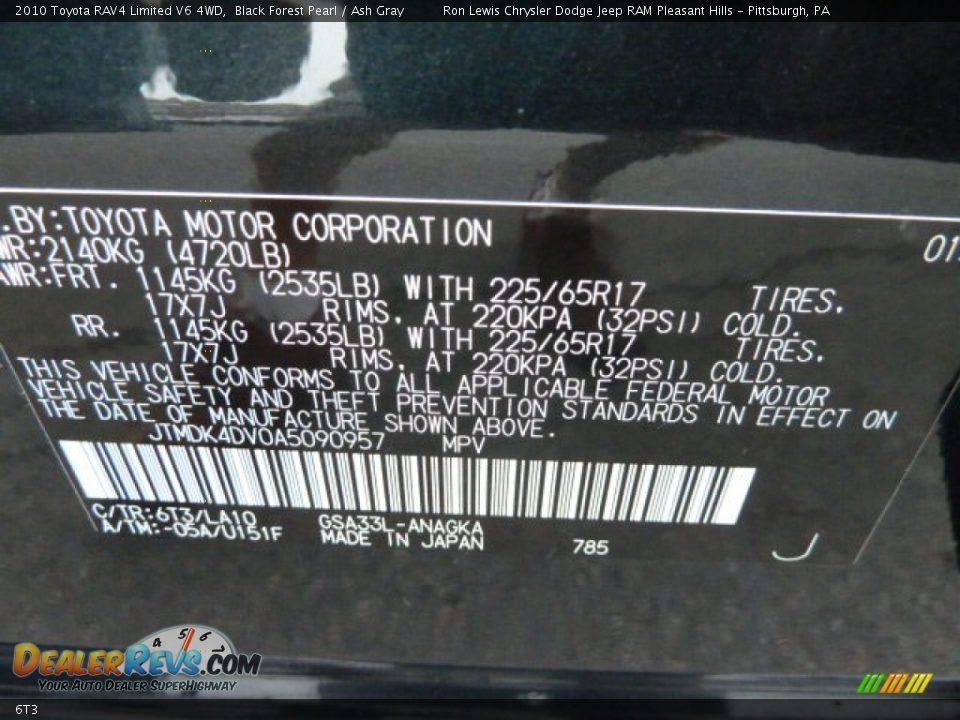 2010 Toyota RAV4 Limited V6 4WD, Black Forest Pearl / Ash Gray Ron Lewis Chrysler Dodge Jeep RAM Pleasant Hills – Pittsburgh, PA
.BY:TOYOTA MOTOR CORPORATION 01
WR:2140KG (4720LB)
AWR:FRT. 1145KG (2535LB) WITH 225/65R17 TIRES.
17X7J RIMS. AT 220KPA (32PSI) COLD.
RR. 1145KG (2535LB) WITH 225/65R17 TIRES.
17X7J RIMS. AT 220KPA (32PSI) COLD.
THIS VEHICLE CONFORMS TO ALL APPLICABLE FEDERAL MOTOR
VEHICLE SAFETY AND THEFT PREVENTION STANDARDS IN EFFECT ON
THE DATE OF MANUFACTURE SHOWN ABOVE.
JTMDK4DV0A5090957 MPV
C/TR:6T3/LA10 GSA33L-ANAGKA
A/TM:-05A/U151F MADE IN JAPAN 785
4 5 6
DEALERREVS.COM
YOUR AUTO DEALER SUPERHIGHWAY
6T3